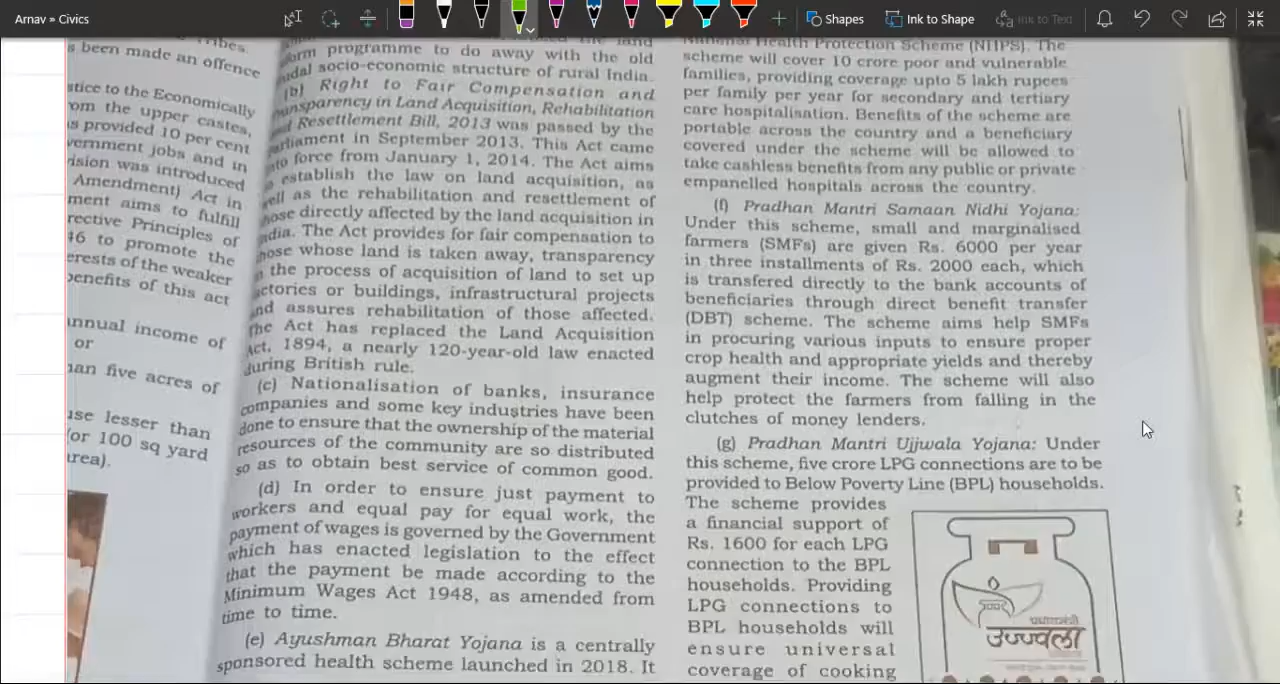 Arnav » Civics
Shapes
Ink to Shape
Ink to Text
ribes.
s been made an offence
stice to the Economically
om the upper castes,
s provided 10 per cent
vernment jobs and in
ision was introduced
Amendment) Act in
ment aims to fulfill
rective Principles of
46 to promote the
erests of the weaker
benefits of this act
annual income of
or
han five acres of
use lesser than
for 100 sq yard
area).
the land
orm programme to do away with the old
udal socio-economic structure of rural India.
(b) Right to Fair Compensation and
ansparency in Land Acquisition, Rehabilitation
nd Resettlement Bill, 2013 was passed by the
arliament in September 2013. This Act came
nto force from January 1, 2014. The Act aims
o establish the law on land acquisition, as
ell as the rehabilitation and resettlement of
hose directly affected by the land acquisition in
ndia. The Act provides for fair compensation to
hose whose land is taken away, transparency
n the process of acquisition of land to set up
actories or buildings, infrastructural projects
nd assures rehabilitation of those affected.
The Act has replaced the Land Acquisition
Act, 1894, a nearly 120-year-old law enacted
during British rule.
(c) Nationalisation of banks, insurance
companies and some key industries have been
done to ensure that the ownership of the material
resources of the community are so distributed
so as to obtain best service of common good.
(d) In order to ensure just payment to
workers and equal pay for equal work, the
payment of wages is governed by the Government
which has enacted legislation to the effect
that the payment be made according to the
Minimum Wages Act 1948, as amended from
time to time.
(e) Ayushman Bharat Yojana is a centrally
sponsored health scheme launched in 2018. It
National Health Protection Scheme (NHPS). The
scheme will cover 10 crore poor and vulnerable
families, providing coverage upto 5 lakh rupees
per family per year for secondary and tertiary
care hospitalisation. Benefits of the scheme are
portable across the country and a beneficiary
covered under the scheme will be allowed to
take cashless benefits from any public or private
empanelled hospitals across the country.
(f) Pradhan Mantri Samaan Nidhi Yojana:
Under this scheme, small and marginalised
farmers (SMFs) are given Rs. 6000 per year
in three installments of Rs. 2000 each, which
is transferred directly to the bank accounts of
beneficiaries through direct benefit transfer
(DBT) scheme. The scheme aims help SMFs
in procuring various inputs to ensure proper
crop health and appropriate yields and thereby
augment their income. The scheme will also
help protect the farmers from falling in the
clutches of money lenders.
(g) Pradhan Mantri Ujjwala Yojana: Under
this scheme, five crore LPG connections are to be
provided to Below Poverty Line (BPL) households.
The scheme provides
a financial support of
Rs. 1600 for each LPG
connection to the BPL
households. Providing
LPG connections to
BPL households will
ensure universal
coverage of cooking
प्रधानमंत्री
उज्ज्वला